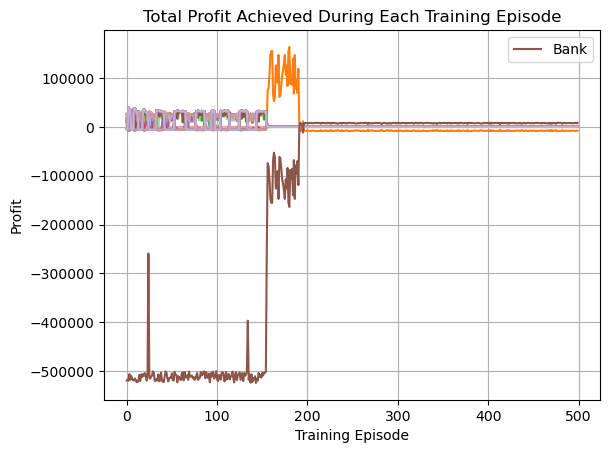 Total Profit Achieved During Each Training Episode
Bank
Profit
100000
0
−100000
−200000
−300000
−400000
−500000
0 100 200 300 400 500
Training Episode